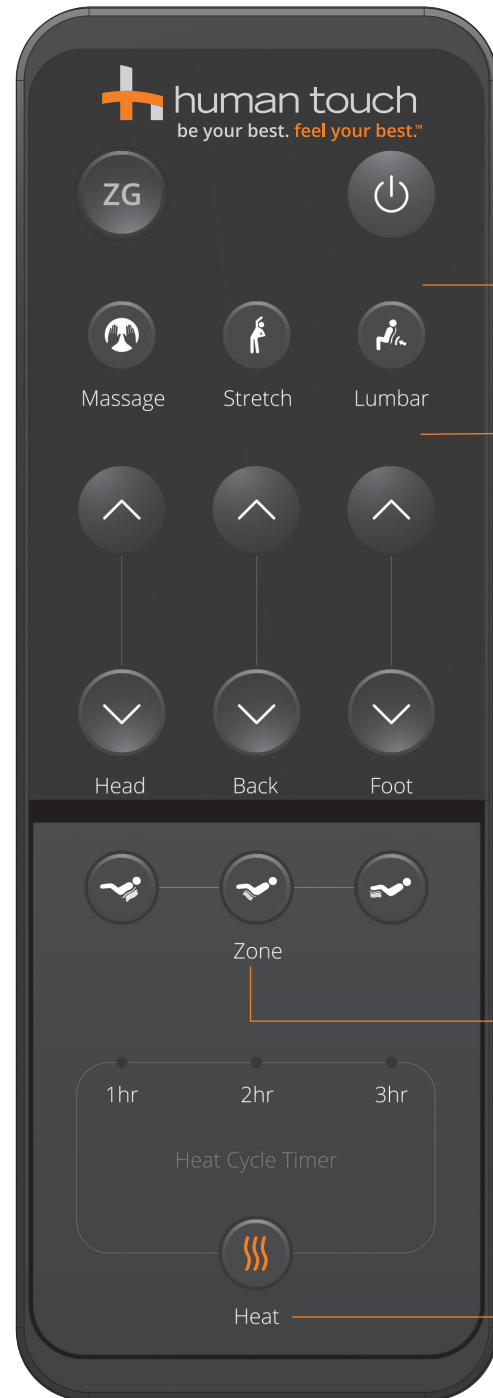 human touch
be your best. feel your best.™
ZG
Massage Stretch Lumbar
Head Back Foot
Zone
1hr 2hr 3hr
Heat Cycle Timer
Heat